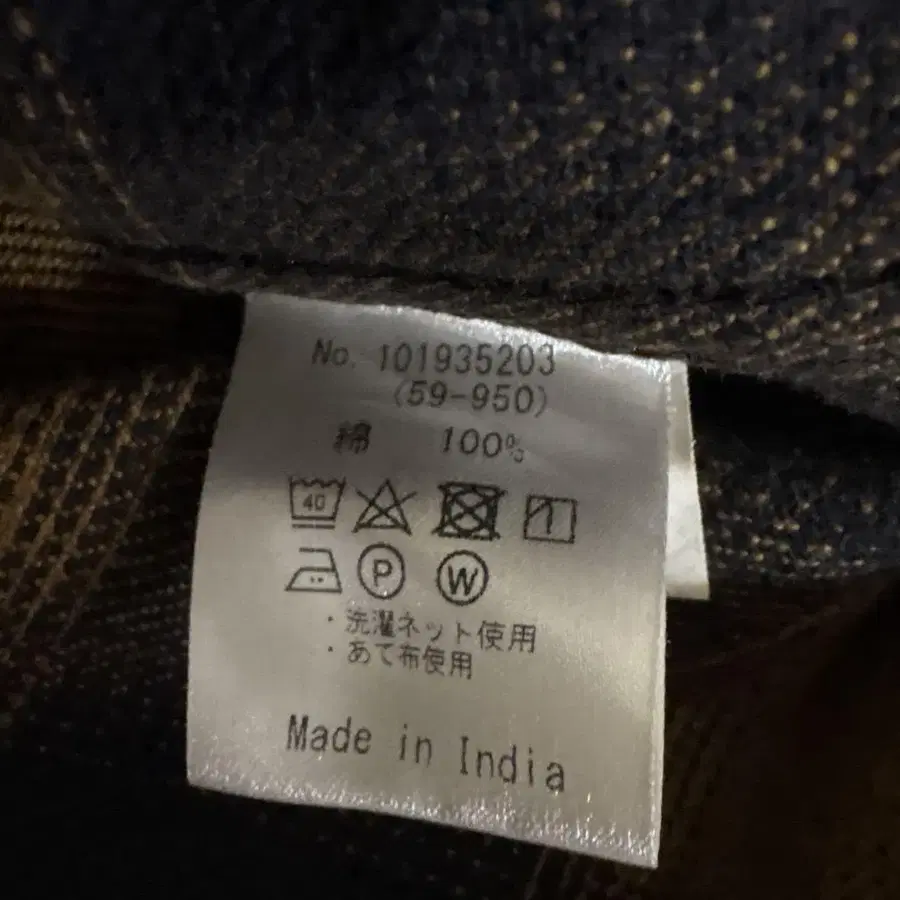 No. 101935203
(59-950)
綿 100%
40
P W
・洗濯ネット使用
・あて布使用
Made in India